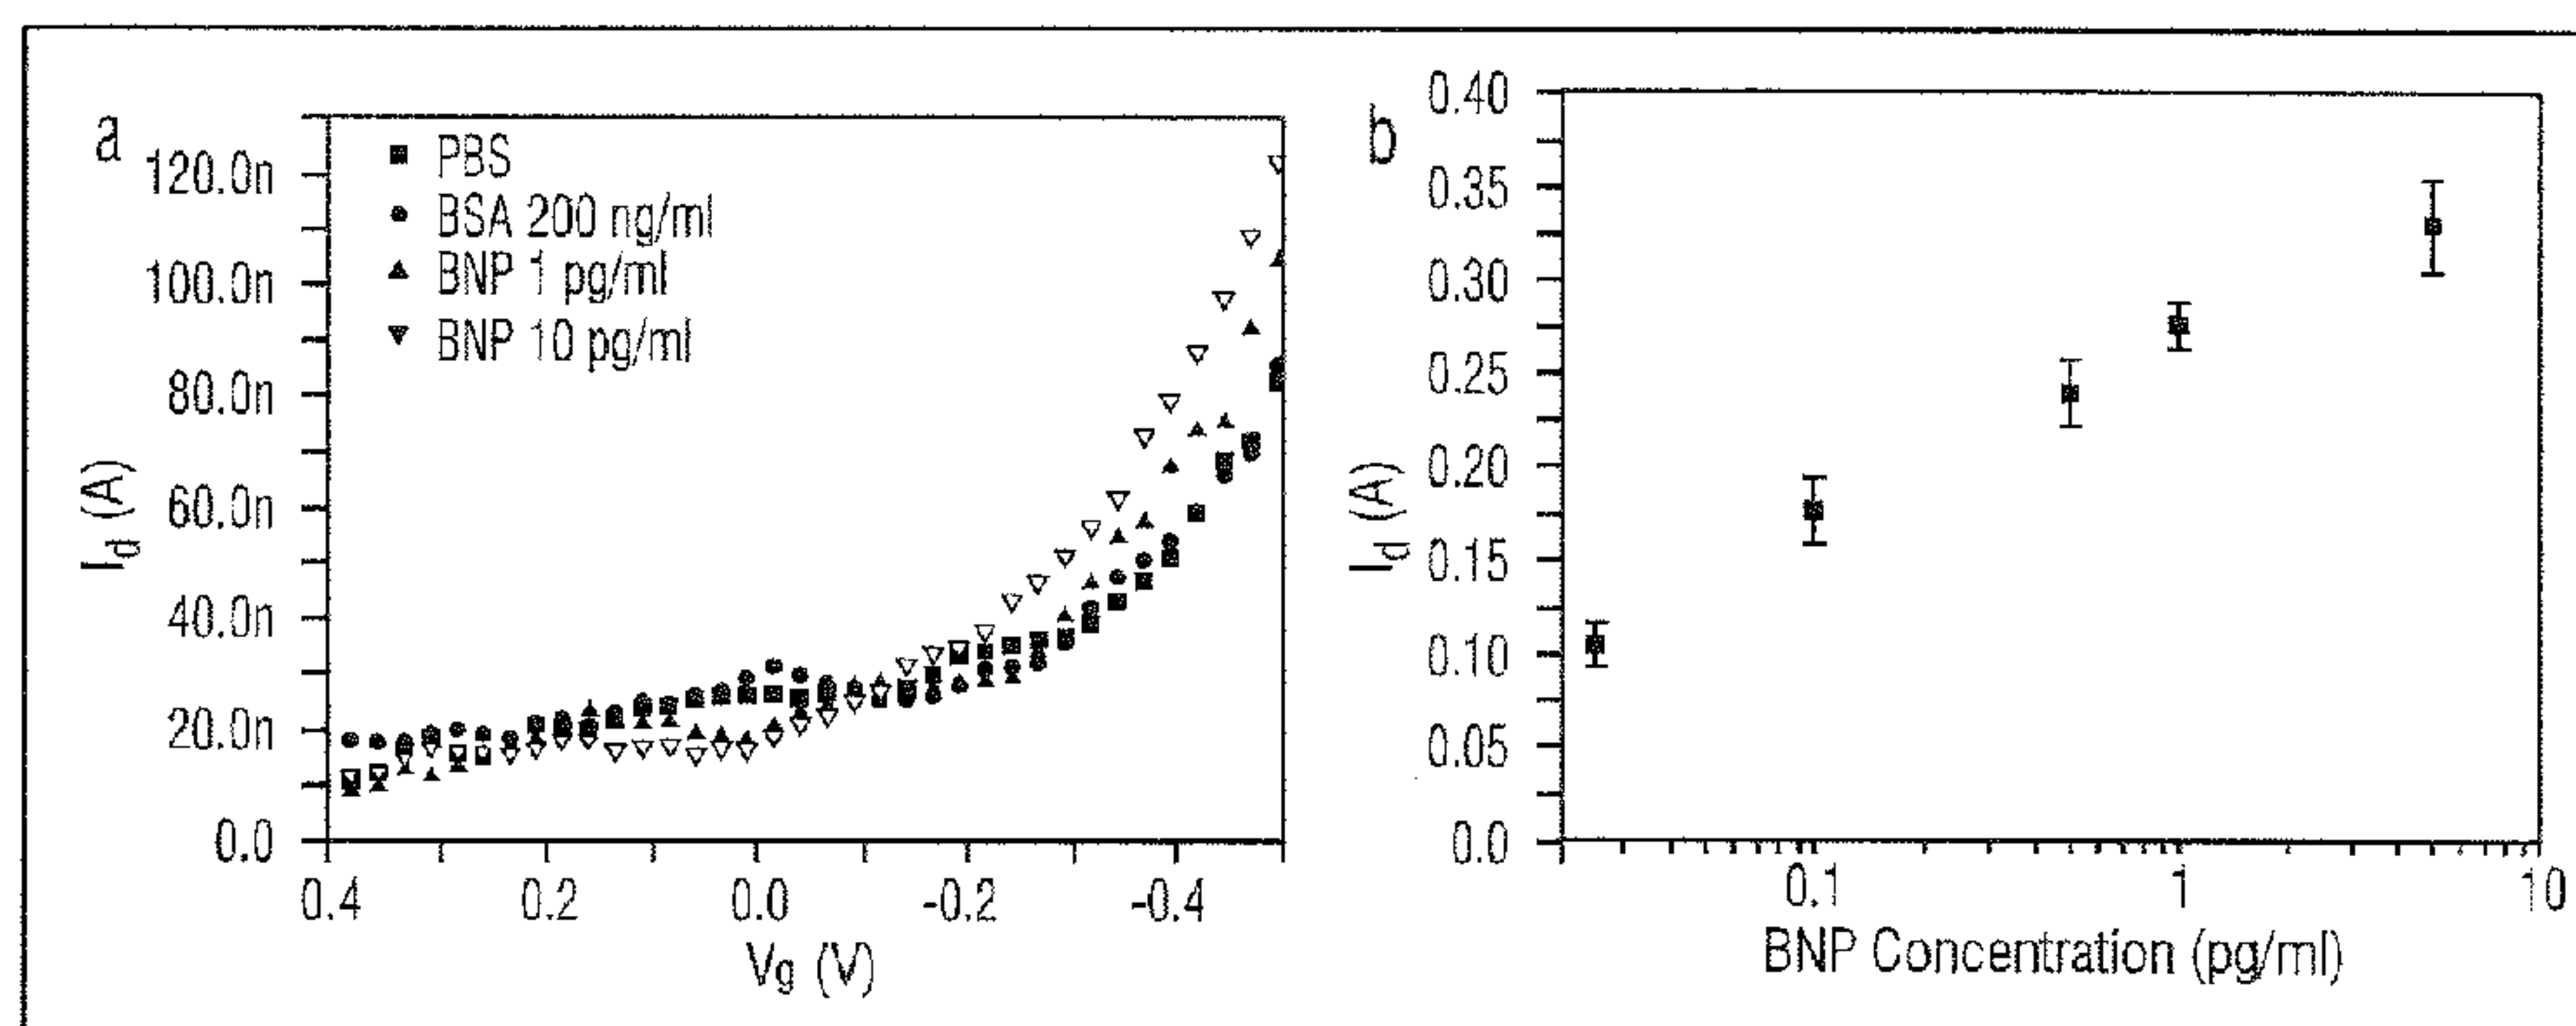 a
120.0n
100.0n
80.0n
60.0n
40.0n
20.0n
0.0
I_d (A)
PBS
BSA 200 ng/ml
BNP 1 pg/ml
BNP 10 pg/ml
0.4 0.2 0.0 -0.2 -0.4
Vg (V)
b
0.40
0.35
0.30
0.25
0.20
0.15
0.10
0.05
0.0
I_d (A)
0.1 1 10
BNP Concentration (pg/ml)